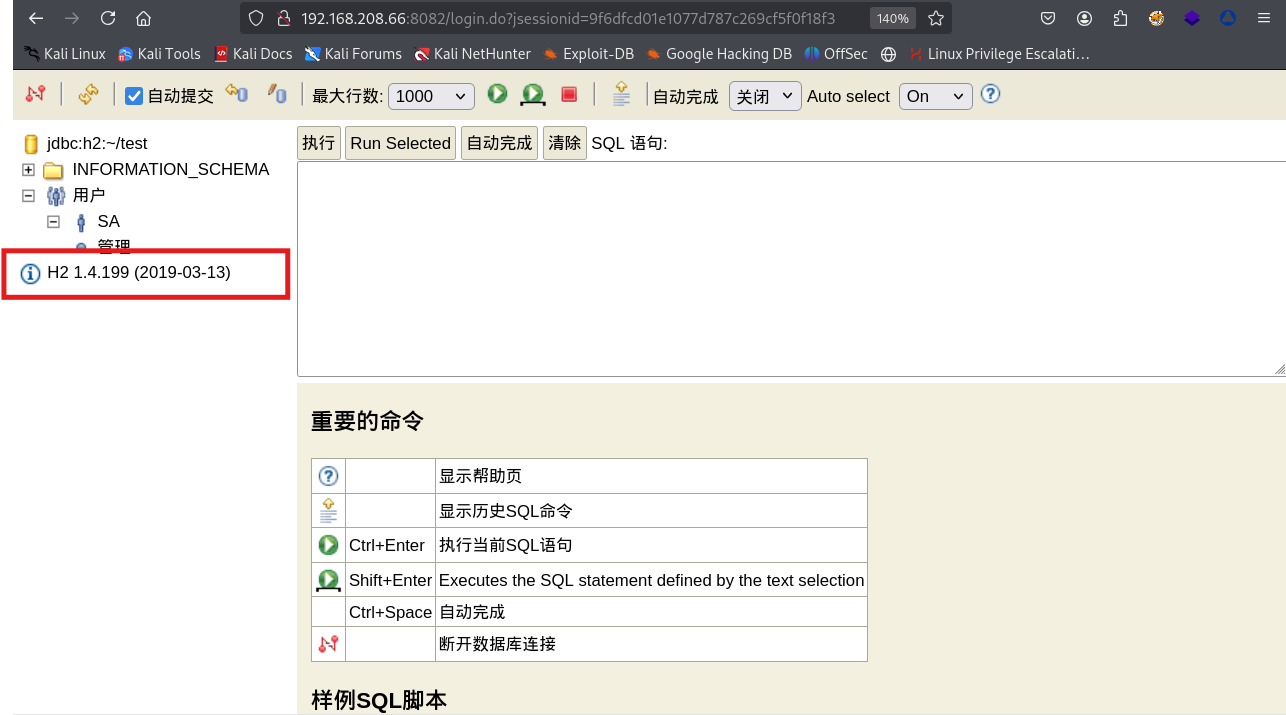 192.168.208.66:8082/login.do?jsessionid=9f6dfcd01e1077d787c269cf5f0f18f3 140%
Kali Linux Kali Tools Kali Docs Kali Forums Kali NetHunter Exploit-DB Google Hacking DB OffSec Linux Privilege Escalati…
自动提交 最大行数: 1000 自动完成 关闭 Auto select On
jdbc:h2:~/test
INFORMATION_SCHEMA
用户
SA
管理
H2 1.4.199 (2019-03-13)
执行 Run Selected 自动完成 清除 SQL 语句:
重要的命令
显示帮助页
显示历史SQL命令
Ctrl+Enter 执行当前SQL语句
Shift+Enter Executes the SQL statement defined by the text selection
Ctrl+Space 自动完成
断开数据库连接
样例SQL脚本